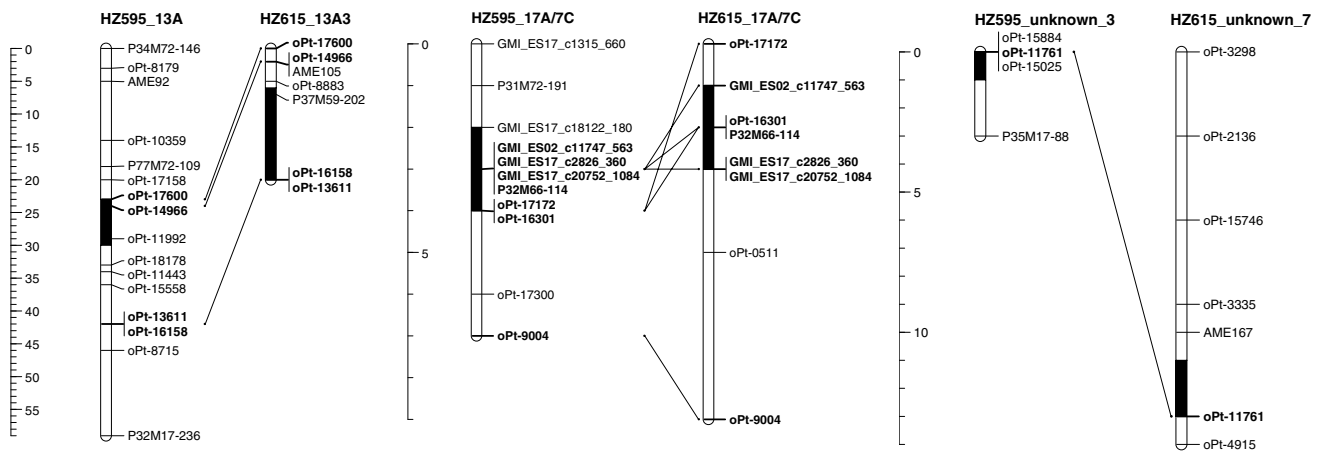 HZ595_13A
0
5
10
15
20
25
30
35
40
45
50
55
P34M72-146
oPt-8179
AME92
oPt-10359
P77M72-109
oPt-17158
oPt-17600
oPt-14966
oPt-11992
oPt-18178
oPt-11443
oPt-15558
oPt-13611
oPt-16158
oPt-8715
P32M17-236
HZ615_13A3
oPt-17600
oPt-14966
AME105
oPt-8883
P37M59-202
oPt-16158
oPt-13611
HZ595_17A/7C
0
5
GMI_ES17_c1315_660
P31M72-191
GMI_ES17_c18122_180
GMI_ES02_c11747_563
GMI_ES17_c2826_360
GMI_ES17_c20752_1084
P32M66-114
oPt-17172
oPt-16301
oPt-17300
oPt-9004
HZ615_17A/7C
oPt-17172
GMI_ES02_c11747_563
oPt-16301
P32M66-114
GMI_ES17_c2826_360
GMI_ES17_c20752_1084
oPt-0511
oPt-9004
HZ595_unknown_3
0
5
10
oPt-15884
oPt-11761
oPt-15025
P35M17-88
HZ615_unknown_7
oPt-3298
oPt-2136
oPt-15746
oPt-3335
AME167
oPt-11761
oPt-4915